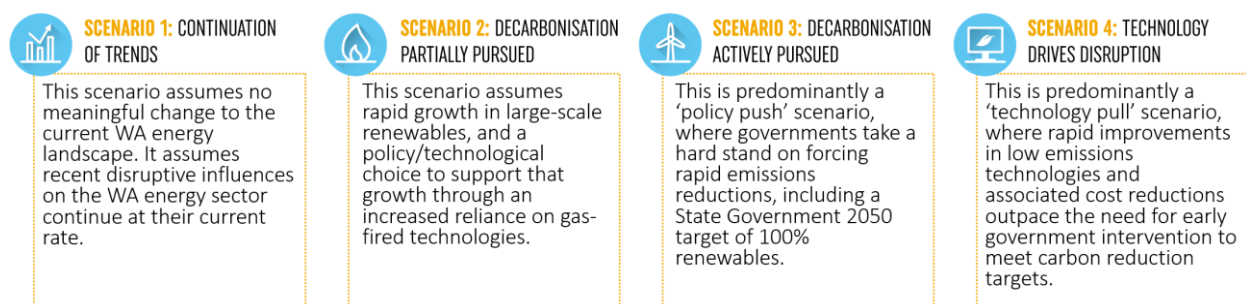 SCENARIO 1: CONTINUATION
OF TRENDS
This scenario assumes no
meaningful change to the
current WA energy
landscape. It assumes
recent disruptive influences
on the WA energy sector
continue at their current
rate.
SCENARIO 2: DECARBONISATION
PARTIALLY PURSUED
This scenario assumes
rapid growth in large-scale
renewables, and a
policy/technological
choice to support that
growth through an
increased reliance on gas-
fired technologies.
SCENARIO 3: DECARBONISATION
ACTIVELY PURSUED
This is predominantly a
‘policy push’ scenario,
where governments take a
hard stand on forcing
rapid emissions
reductions, including a
State Government 2050
target of 100%
renewables.
SCENARIO 4: TECHNOLOGY
DRIVES DISRUPTION
This is predominantly a
‘technology pull’ scenario,
where rapid improvements
in low emissions
technologies and
associated cost reductions
outpace the need for early
government intervention to
meet carbon reduction
targets.